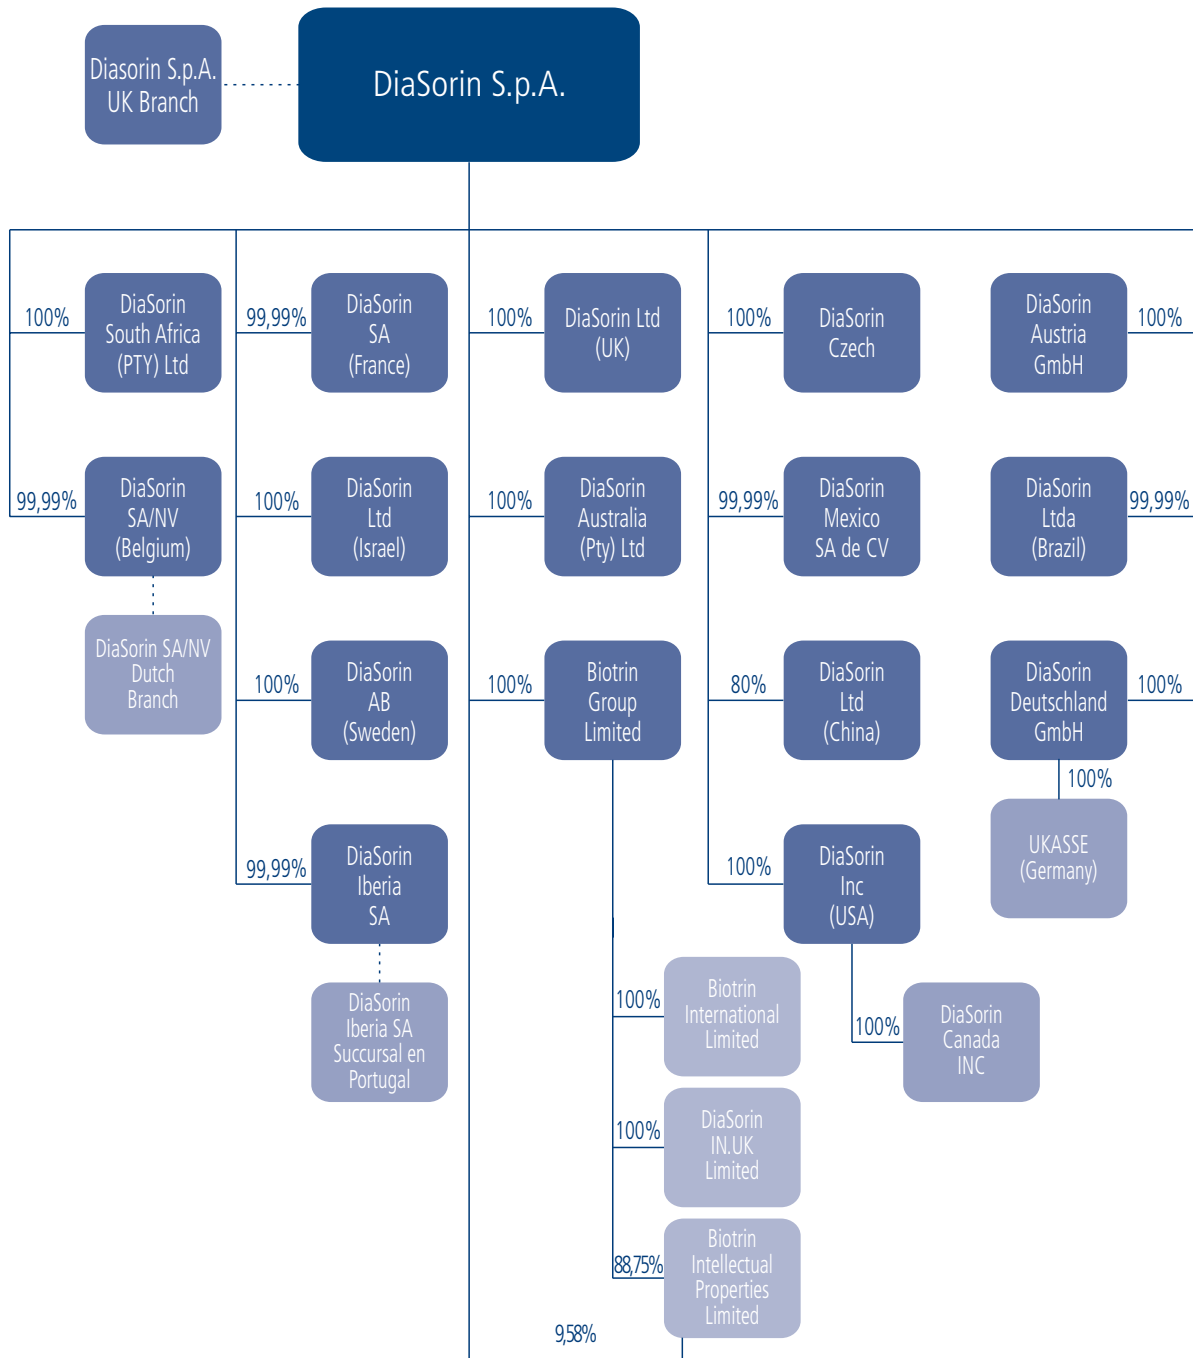 Diasorin S.p.A.
UK Branch
DiaSorin S.p.A.
100%
DiaSorin
South Africa
(PTY) Ltd
99,99%
DiaSorin
SA
(France)
100%
DiaSorin Ltd
(UK)
100%
DiaSorin
Czech
DiaSorin
Austria
GmbH
100%
99,99%
DiaSorin
SA/NV
(Belgium)
100%
DiaSorin
Ltd
(Israel)
100%
DiaSorin
Australia
(Pty) Ltd
99,99%
DiaSorin
Mexico
SA de CV
DiaSorin
Ltda
(Brazil)
99,99%
DiaSorin SA/NV
Dutch
Branch
100%
DiaSorin
AB
(Sweden)
100%
Biotrin
Group
Limited
80%
DiaSorin
Ltd
(China)
DiaSorin
Deutschland
GmbH
100%
100%
99,99%
DiaSorin
Iberia
SA
100%
DiaSorin
Inc
(USA)
UKASSE
(Germany)
DiaSorin
Iberia SA
Succursal en
Portugal
100%
Biotrin
International
Limited
100%
DiaSorin
Canada
INC
100%
DiaSorin
IN.UK
Limited
88,75%
Biotrin
Intellectual
Properties
Limited
9,58%